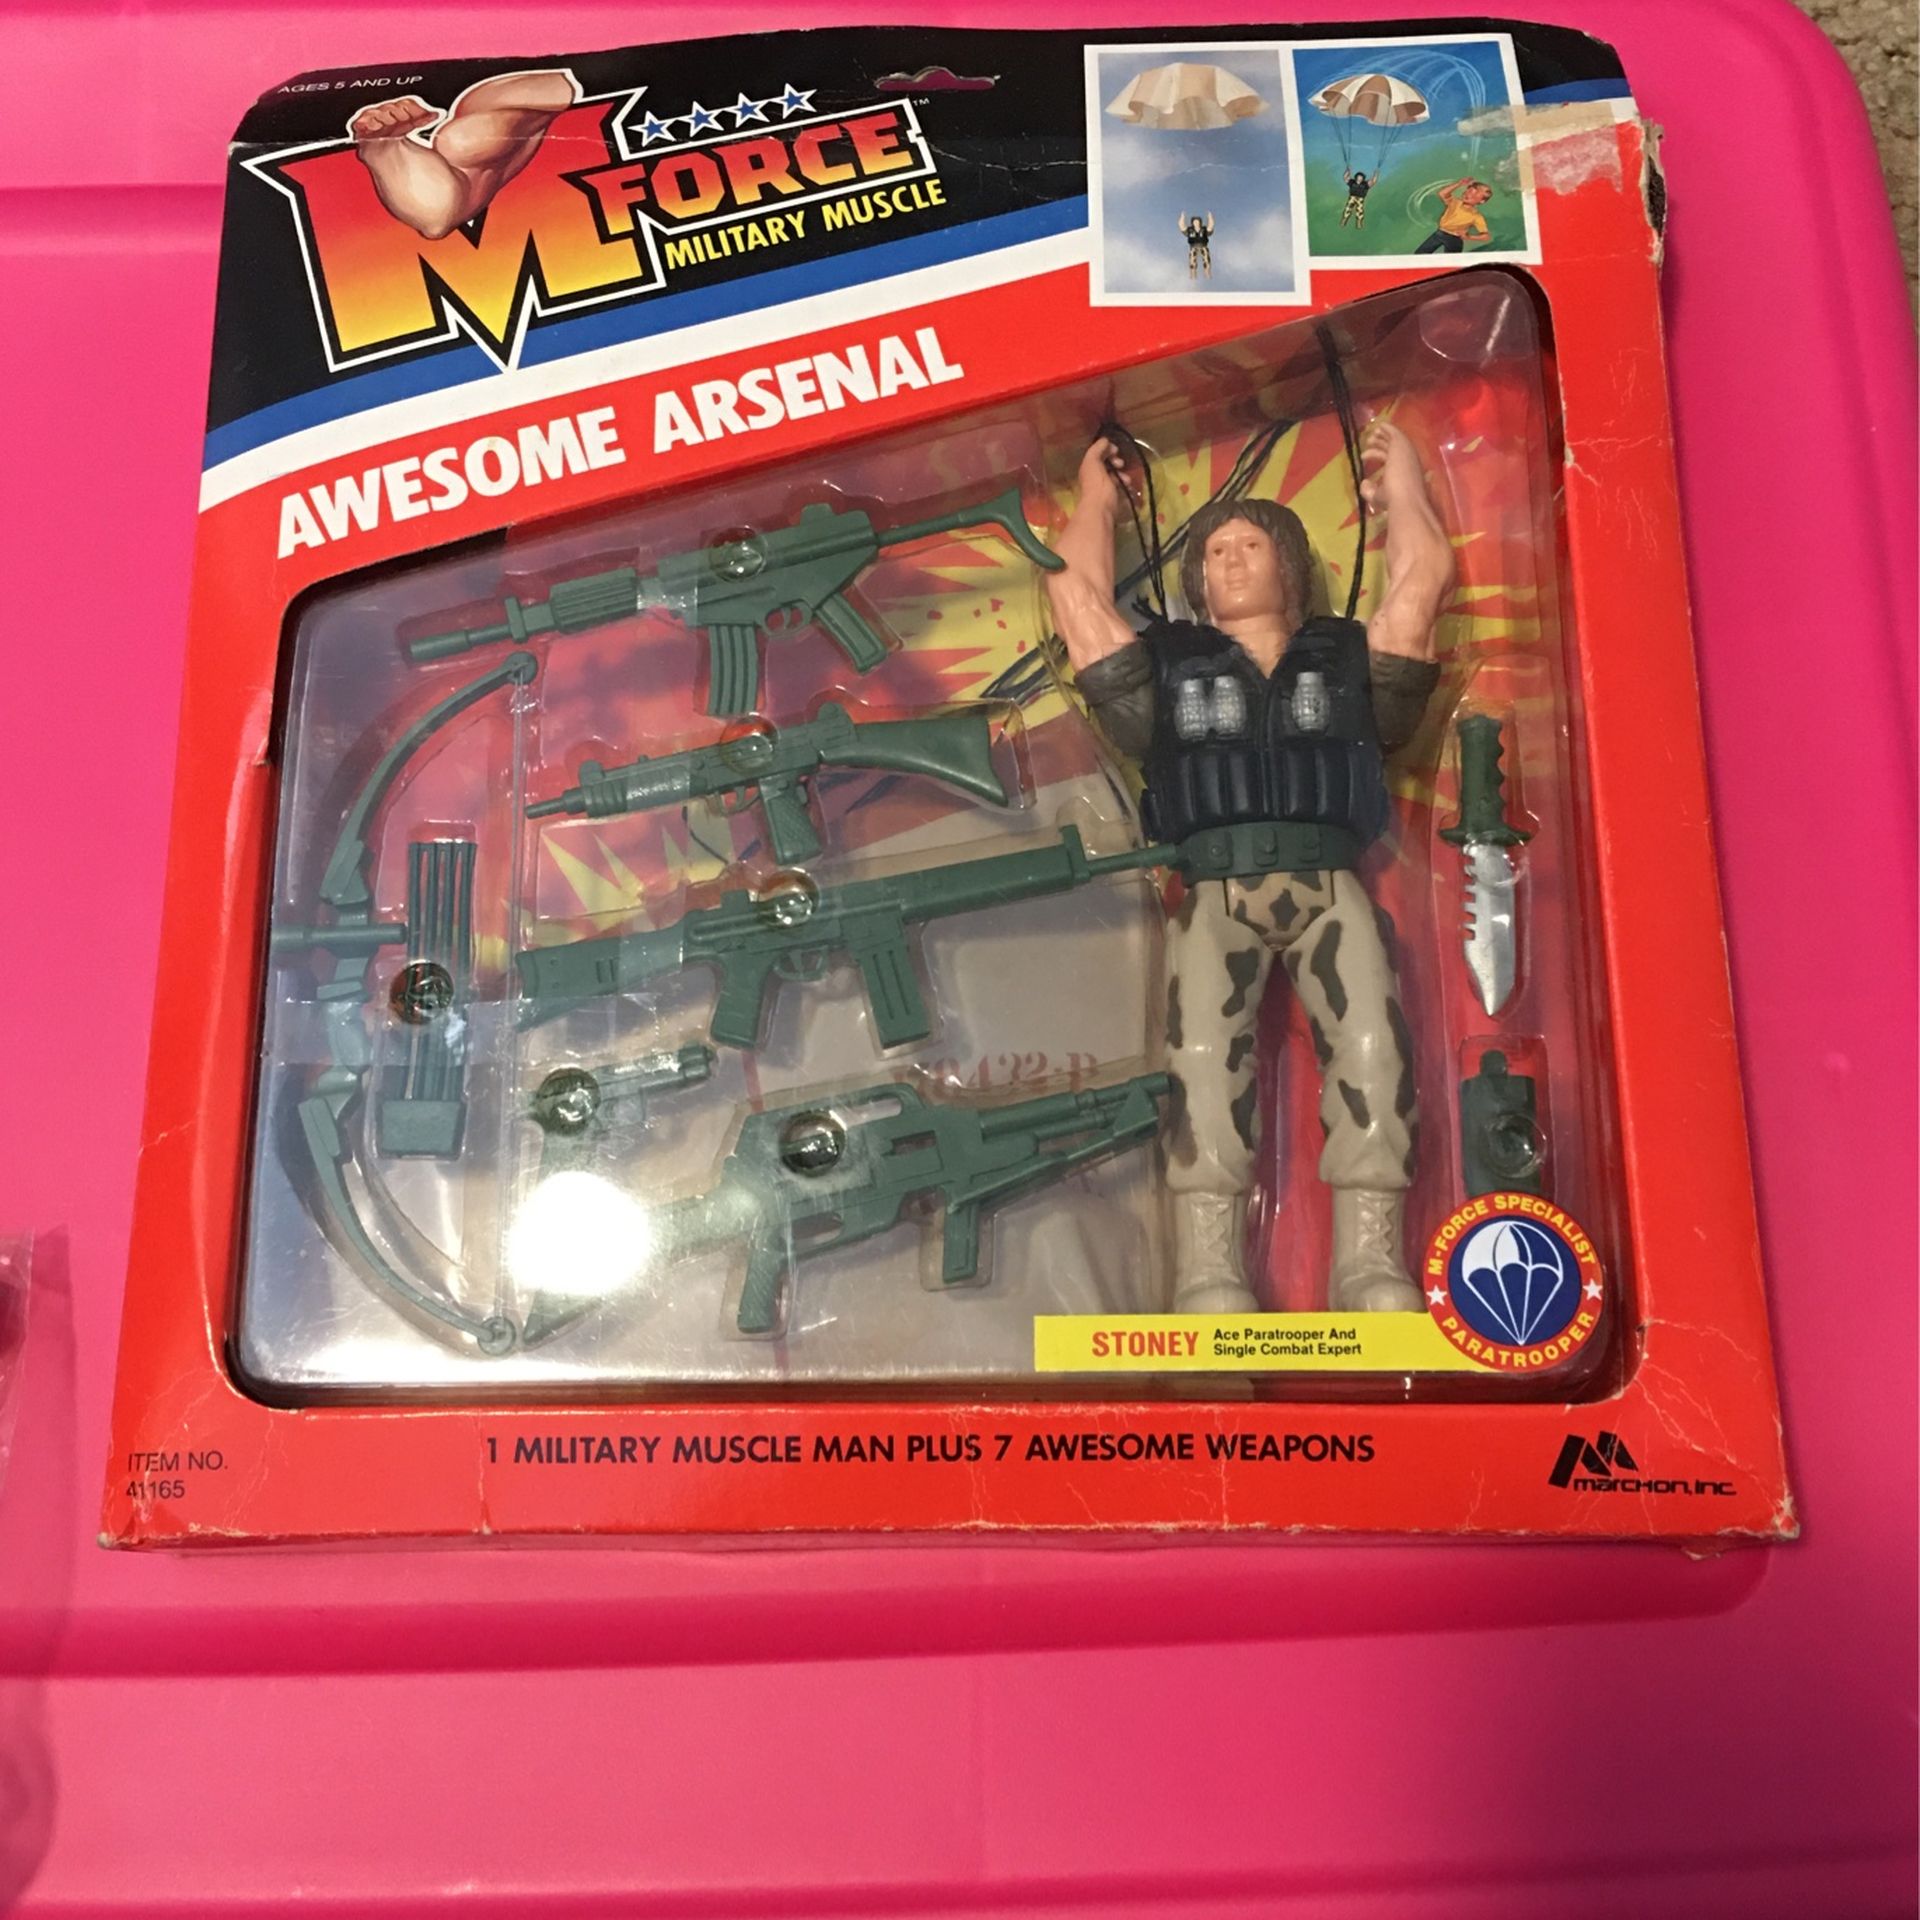 AGES 5 AND UP
M FORCE™
MILITARY MUSCLE
AWESOME ARSENAL
M-FORCE SPECIALIST
PARATROOPER
STONEY Ace Paratrooper And
Single Combat Expert
1 MILITARY MUSCLE MAN PLUS 7 AWESOME WEAPONS
ITEM NO.
41165
marchon, inc.